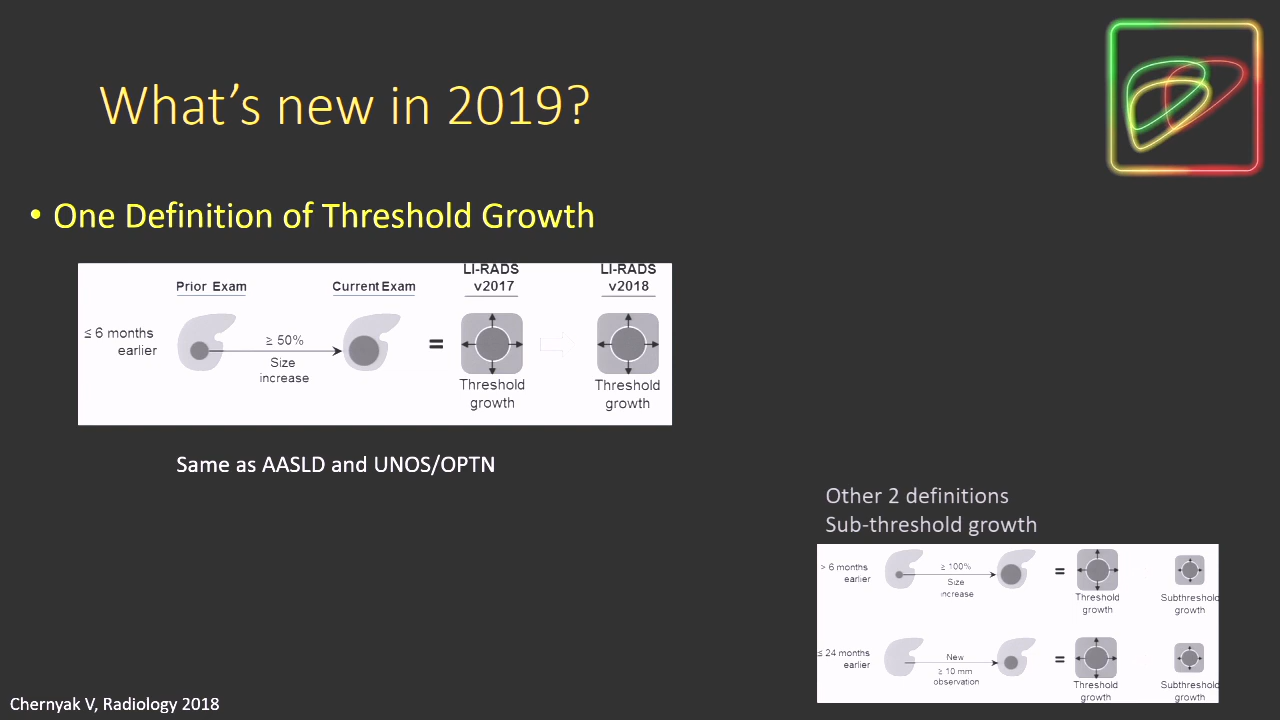 What's new in 2019?
• One Definition of Threshold Growth
Prior Exam
Current Exam
LI-RADS
v2017
LI-RADS
v2018
≤ 6 months
earlier
≥ 50%
Size
increase
=
Threshold
growth
Threshold
growth
Same as AASLD and UNOS/OPTN
Other 2 definitions
Sub-threshold growth
> 6 months
earlier
≥ 100%
Size
increase
=
Threshold
growth
Subthreshold
growth
≤ 24 months
earlier
New
≥ 10 mm
observation
=
Threshold
growth
Subthreshold
growth
Chernyak V, Radiology 2018